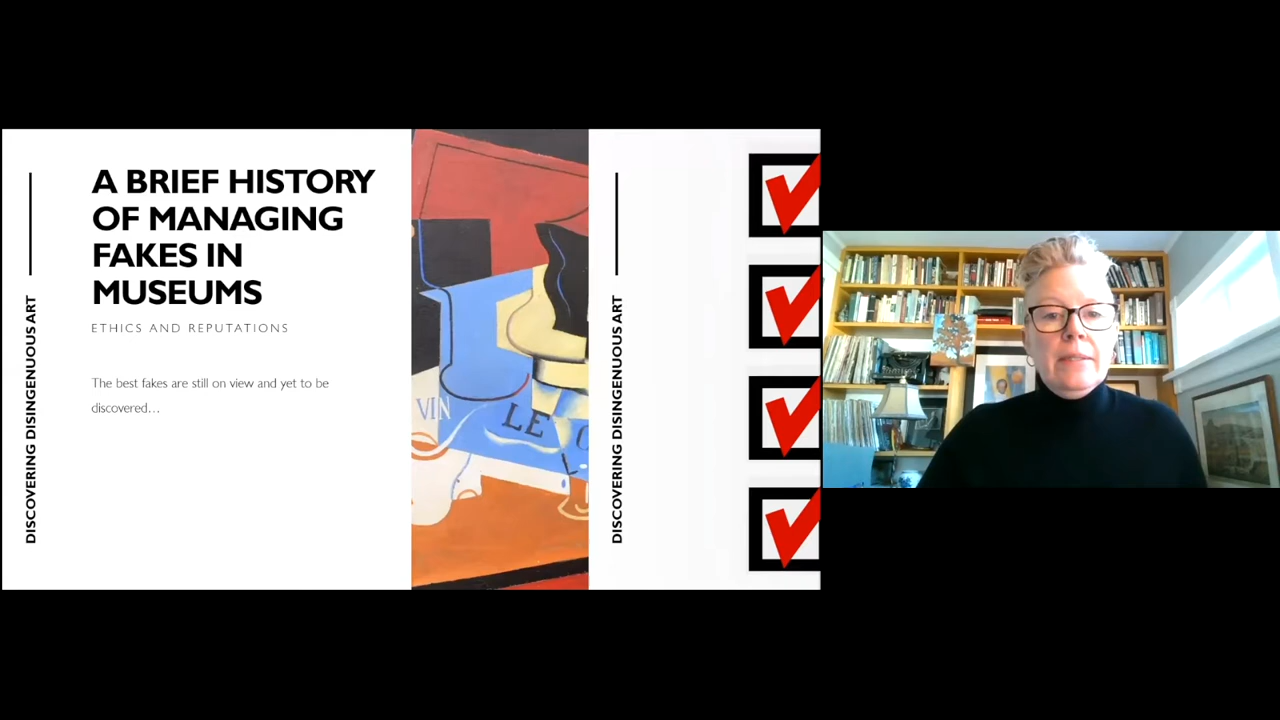 DISCOVERING DISINGENUOUS ART
A BRIEF HISTORY
OF MANAGING
FAKES IN
MUSEUMS
ETHICS AND REPUTATIONS
The best fakes are still on view and yet to be
discovered…
VIN
LE
C
DISCOVERING DISINGENUOUS ART